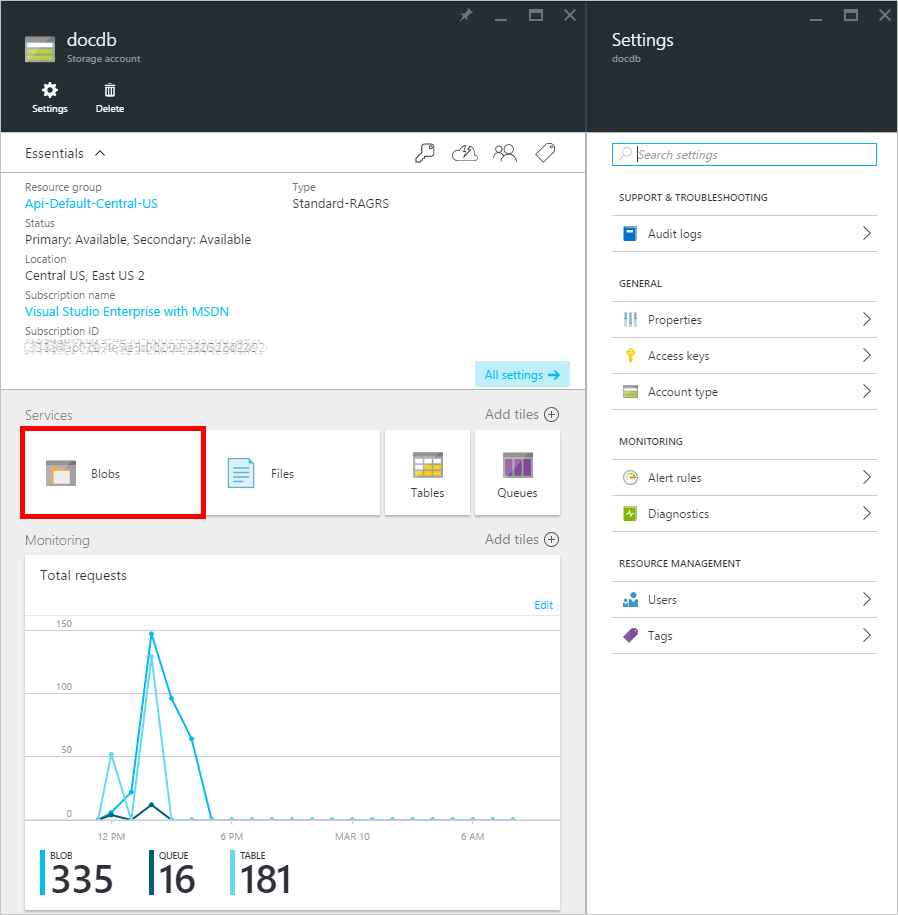 docdb
Storage account
Settings
Delete
Essentials
Resource group
Api-Default-Central-US
Type
Standard-RAGRS
Status
Primary: Available, Secondary: Available
Location
Central US, East US 2
Subscription name
Visual Studio Enterprise with MSDN
Subscription ID
All settings
Services
Add tiles
Blobs
Files
Tables
Queues
Monitoring
Add tiles
Total requests
Edit
150
100
50
0
12 PM
6 PM
MAR 10
6 AM
BLOB
335
QUEUE
16
TABLE
181
Settings
docdb
Search settings
SUPPORT & TROUBLESHOOTING
Audit logs
GENERAL
Properties
Access keys
Account type
MONITORING
Alert rules
Diagnostics
RESOURCE MANAGEMENT
Users
Tags